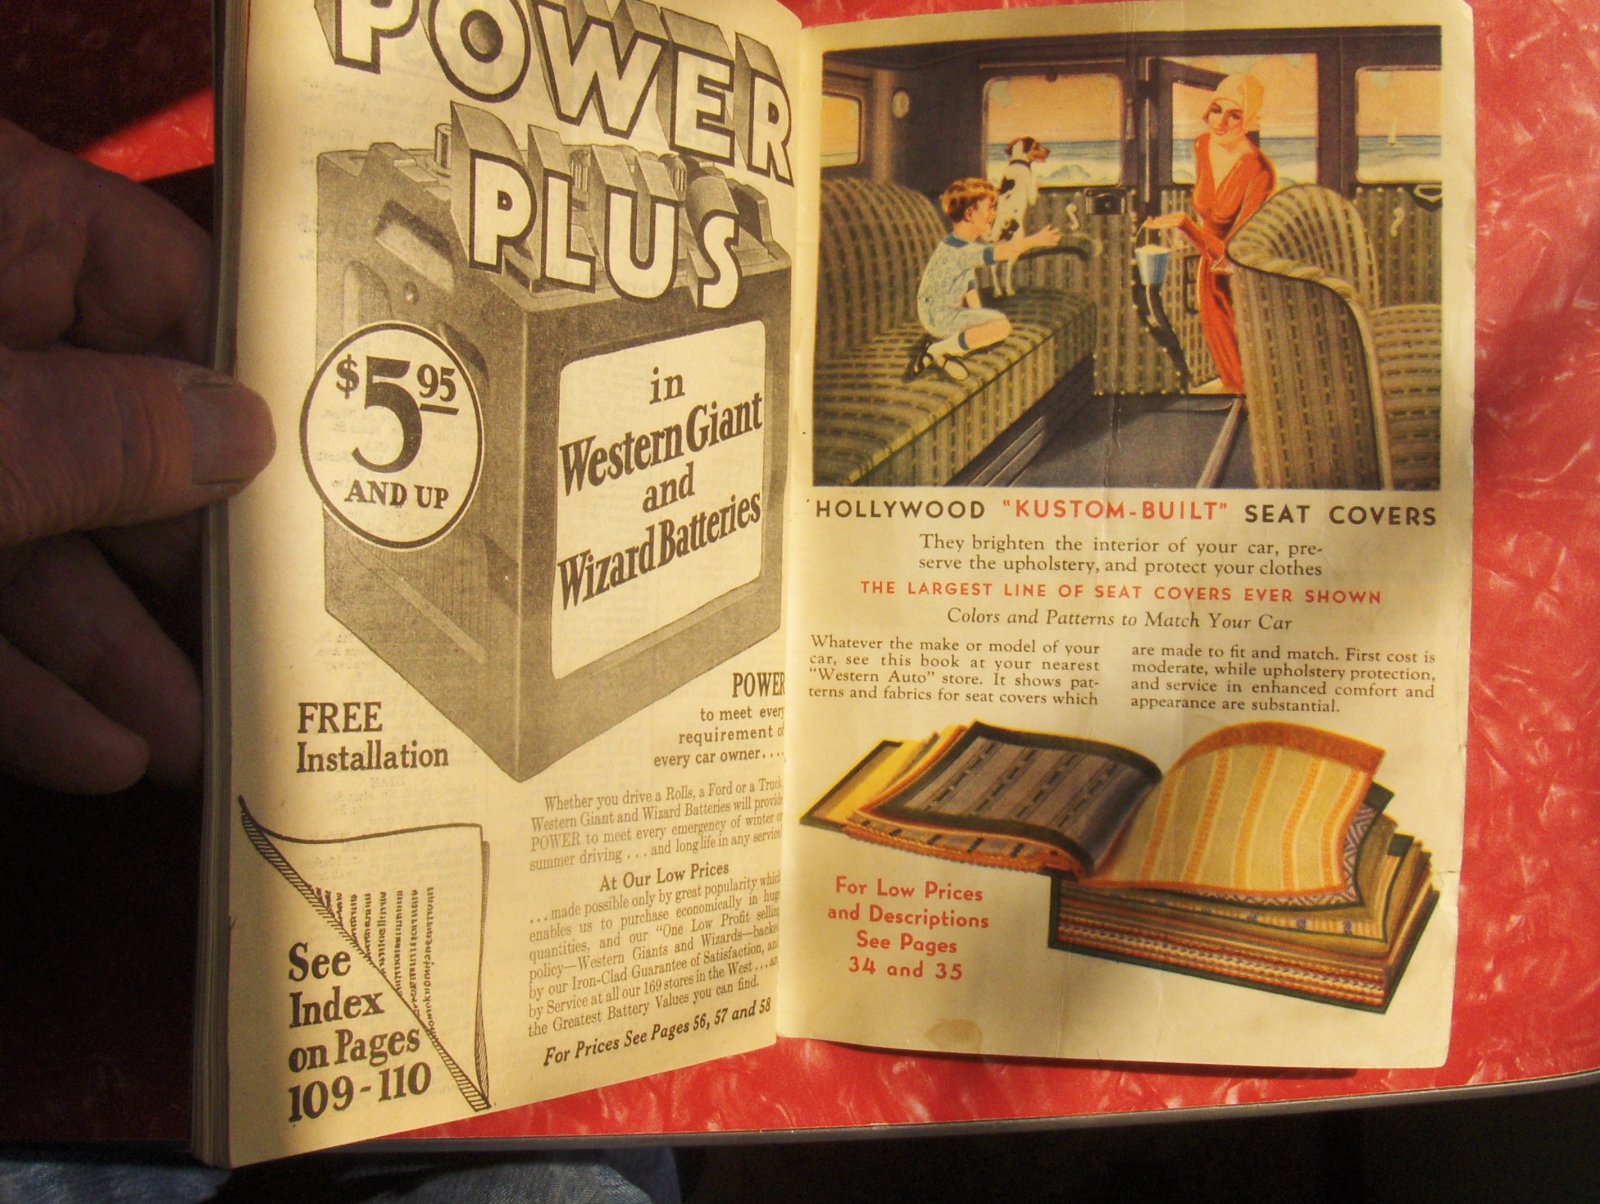 POWER
PLUS
$5 95
AND UP
in
Western Giant
and
Wizard Batteries
FREE
Installation
POWER
to meet every
requirement of
every car owner....
Whether you drive a Rolls, a Ford or a Truck
Western Giant and Wizard Batteries will provide
POWER to meet every emergency of winter or
summer driving ... and long life in any service
At Our Low Prices
... made possible only by great popularity which
enables us to purchase economically in huge
quantities, and our "One Low Profit selling
policy—Western Giants and Wizards—backed
by our Iron-Clad Guarantee of Satisfaction, and
by Service at all our 169 stores in the West ... are
the Greatest Battery Values you can find.
For Prices See Pages 56, 57 and 58
See
Index
on Pages
109-110
HOLLYWOOD "KUSTOM-BUILT" SEAT COVERS
They brighten the interior of your car, pre-
serve the upholstery, and protect your clothes
THE LARGEST LINE OF SEAT COVERS EVER SHOWN
Colors and Patterns to Match Your Car
Whatever the make or model of your
car, see this book at your nearest
"Western Auto" store. It shows pat-
terns and fabrics for seat covers which
are made to fit and match. First cost is
moderate, while upholstery protection,
and service in enhanced comfort and
appearance are substantial.
For Low Prices
and Descriptions
See Pages
34 and 35